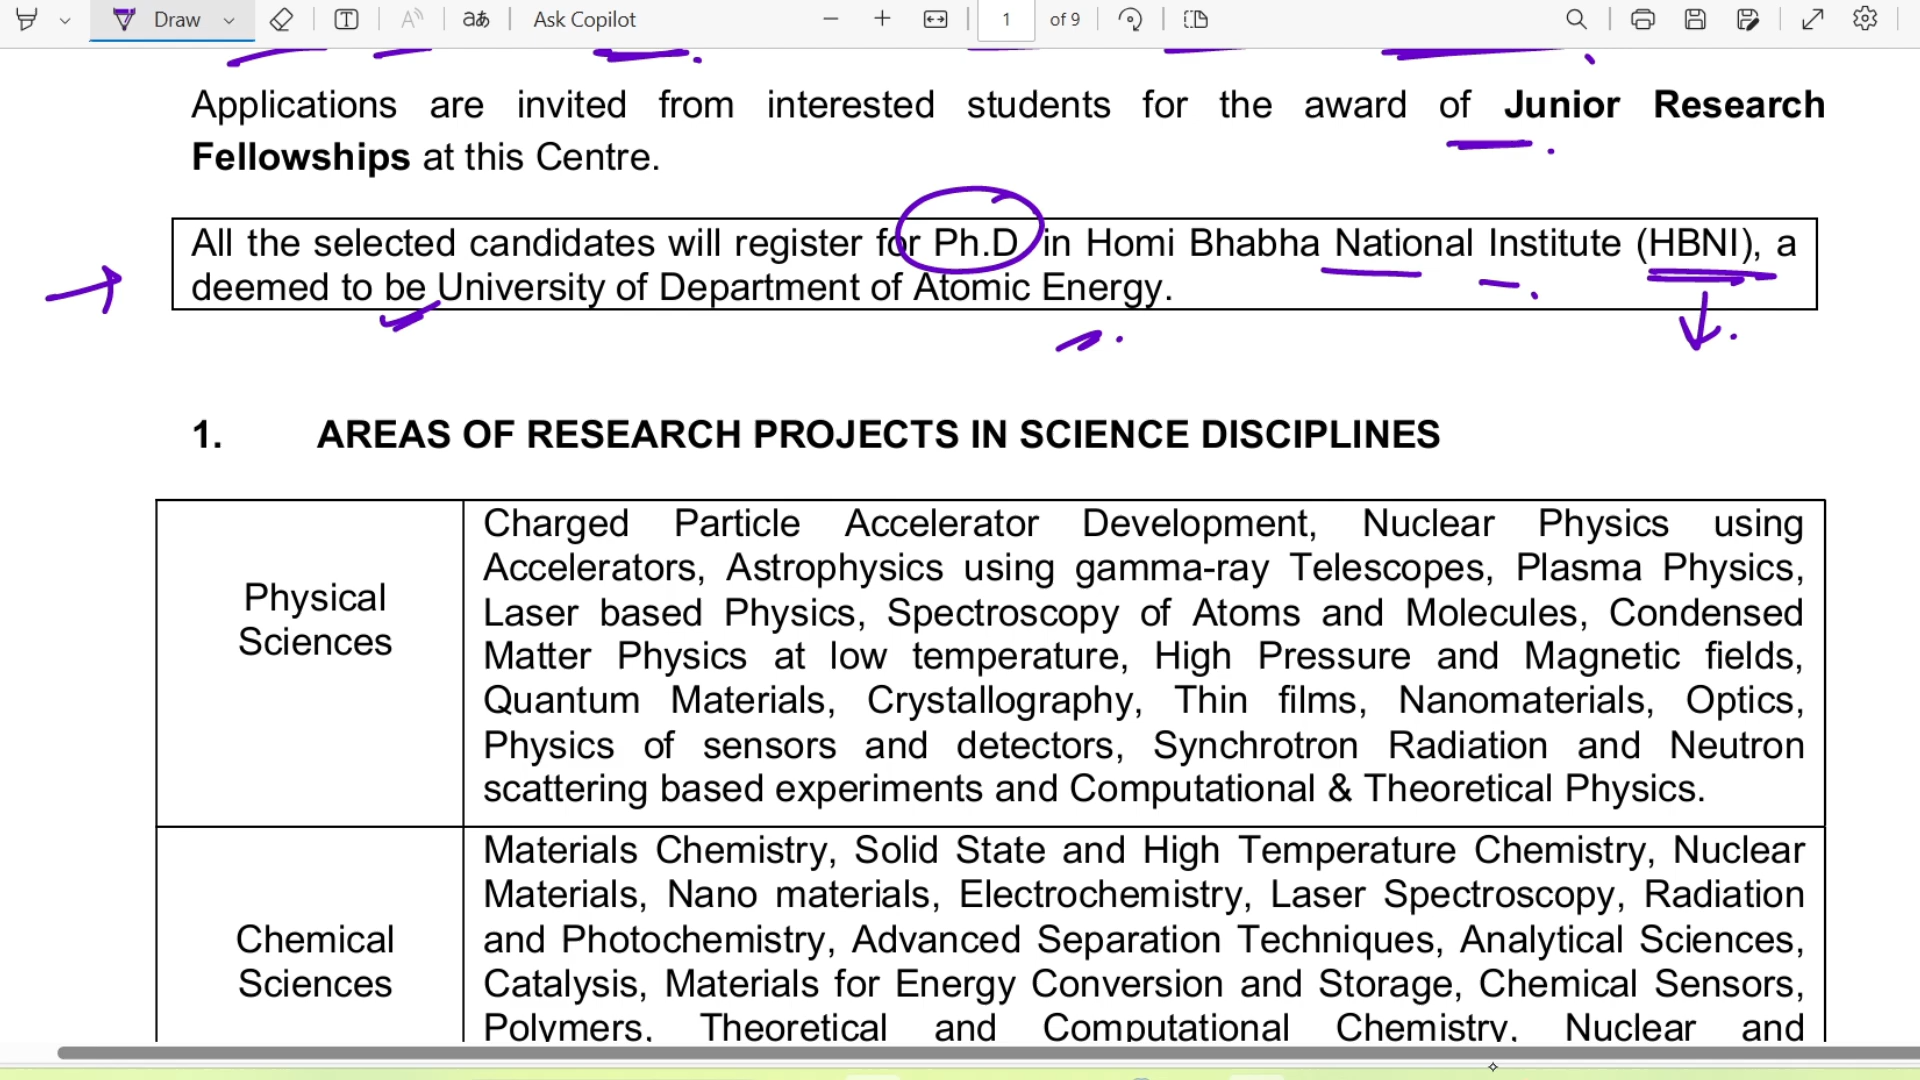 Draw aあ Ask Copilot 1 of 9
Applications are invited from interested students for the award of Junior Research
Fellowships at this Centre.
All the selected candidates will register for Ph.D in Homi Bhabha National Institute (HBNI), a
deemed to be University of Department of Atomic Energy.
1. AREAS OF RESEARCH PROJECTS IN SCIENCE DISCIPLINES
Physical
Sciences
Charged Particle Accelerator Development, Nuclear Physics using
Accelerators, Astrophysics using gamma-ray Telescopes, Plasma Physics,
Laser based Physics, Spectroscopy of Atoms and Molecules, Condensed
Matter Physics at low temperature, High Pressure and Magnetic fields,
Quantum Materials, Crystallography, Thin films, Nanomaterials, Optics,
Physics of sensors and detectors, Synchrotron Radiation and Neutron
scattering based experiments and Computational & Theoretical Physics.
Chemical
Sciences
Materials Chemistry, Solid State and High Temperature Chemistry, Nuclear
Materials, Nano materials, Electrochemistry, Laser Spectroscopy, Radiation
and Photochemistry, Advanced Separation Techniques, Analytical Sciences,
Catalysis, Materials for Energy Conversion and Storage, Chemical Sensors,
Polymers, Theoretical and Computational Chemistry, Nuclear and